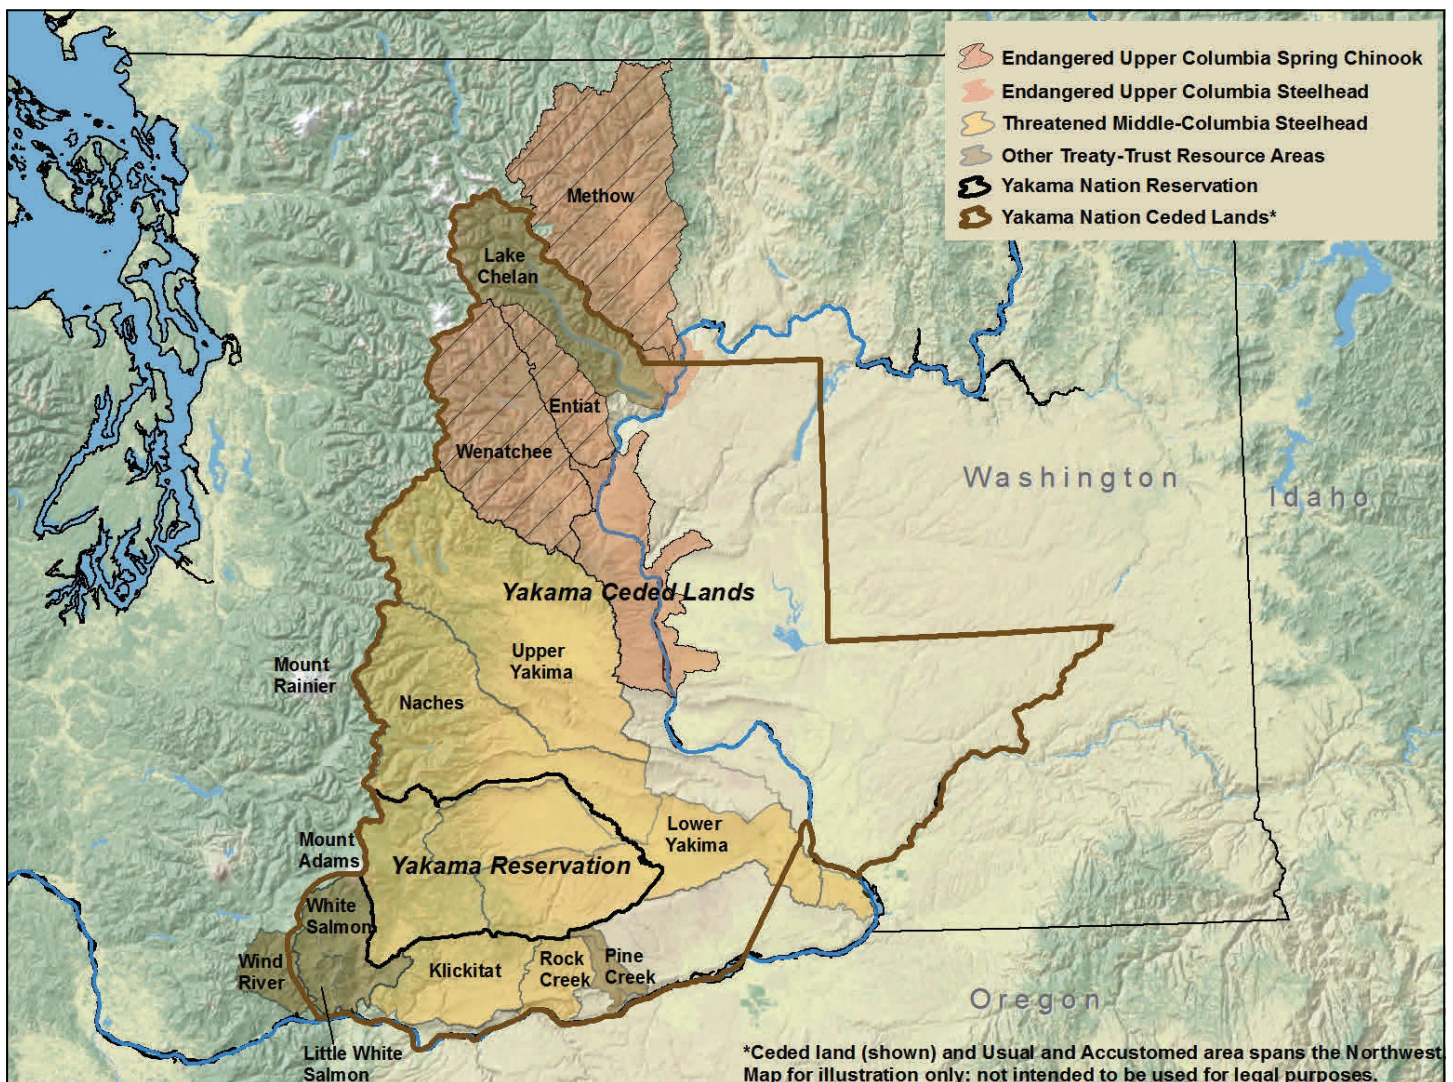 Endangered Upper Columbia Spring Chinook
Endangered Upper Columbia Steelhead
Threatened Middle-Columbia Steelhead
Other Treaty-Trust Resource Areas
Yakama Nation Reservation
Yakama Nation Ceded Lands*
Methow
Lake
Chelan
Entiat
Wenatchee
Washington
Idaho
Yakama Ceded Lands
Upper
Yakima
Mount
Rainier
Naches
Lower
Yakima
Mount
Adams
Yakama Reservation
White
Salmon
Wind
River
Klickitat
Rock
Creek
Pine
Creek
Oregon
Little White
Salmon
*Ceded land (shown) and Usual and Accustomed area spans the Northwest.
Map for illustration only; not intended to be used for legal purposes.